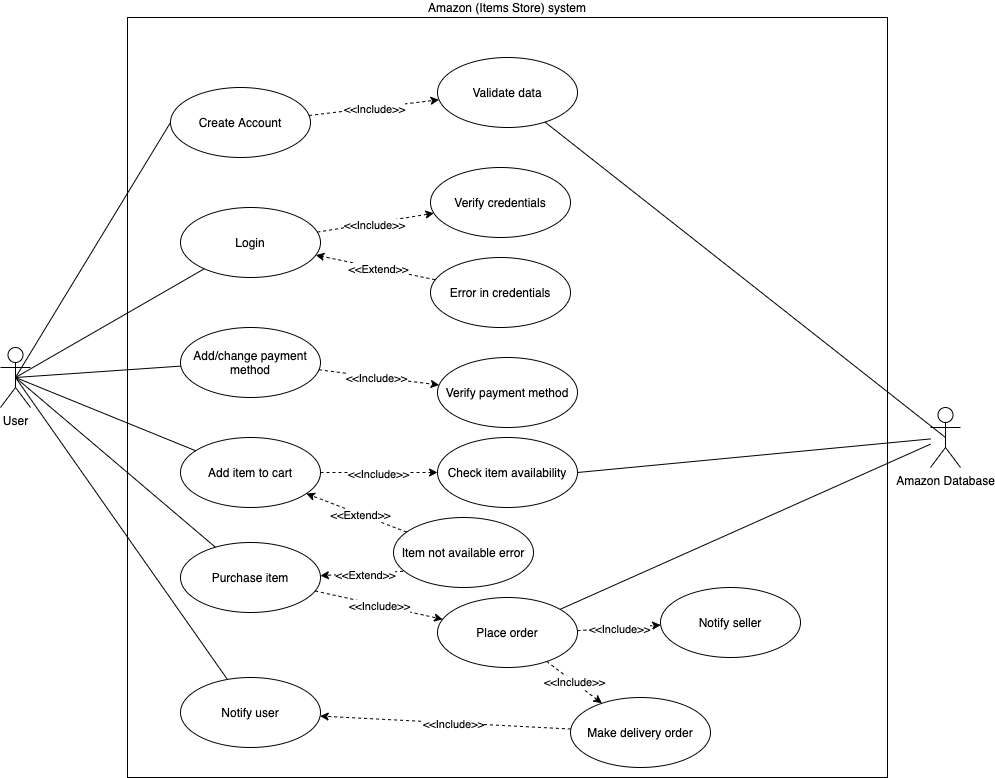 Amazon (Items Store) system
Validate data
<<Include>>
Create Account
Verify credentials
<<Include>>
Login
<<Extend>>
Error in credentials
Add/change payment
method
<<Include>>
Verify payment method
User
Add item to cart
<<Include>>
Check item availability
Amazon Database
<<Extend>>
Item not available error
Purchase item
<<Extend>>
<<Include>>
Place order
<<Include>>
Notify seller
<<Include>>
Notify user
<<Include>>
Make delivery order